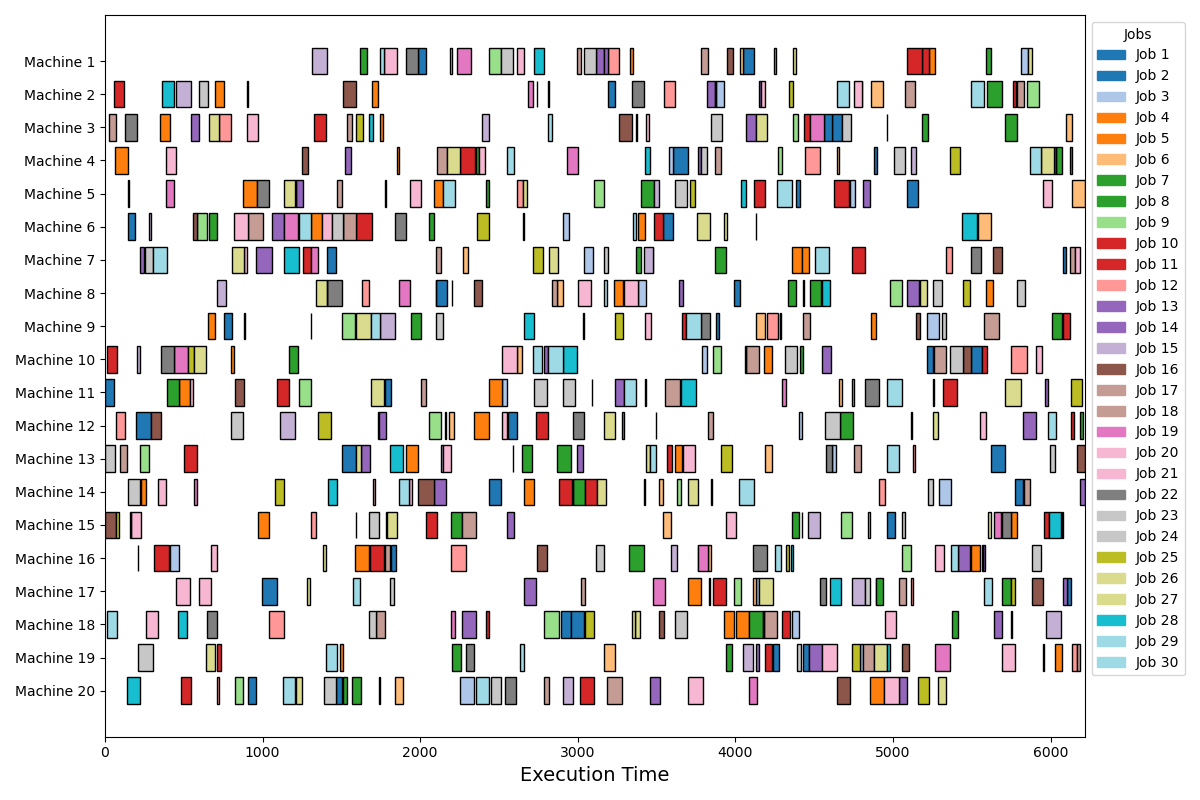 Machine 1
Machine 2
Machine 3
Machine 4
Machine 5
Machine 6
Machine 7
Machine 8
Machine 9
Machine 10
Machine 11
Machine 12
Machine 13
Machine 14
Machine 15
Machine 16
Machine 17
Machine 18
Machine 19
Machine 20
0 1000 2000 3000 4000 5000 6000
Execution Time
Jobs
Job 1
Job 2
Job 3
Job 4
Job 5
Job 6
Job 7
Job 8
Job 9
Job 10
Job 11
Job 12
Job 13
Job 14
Job 15
Job 16
Job 17
Job 18
Job 19
Job 20
Job 21
Job 22
Job 23
Job 24
Job 25
Job 26
Job 27
Job 28
Job 29
Job 30